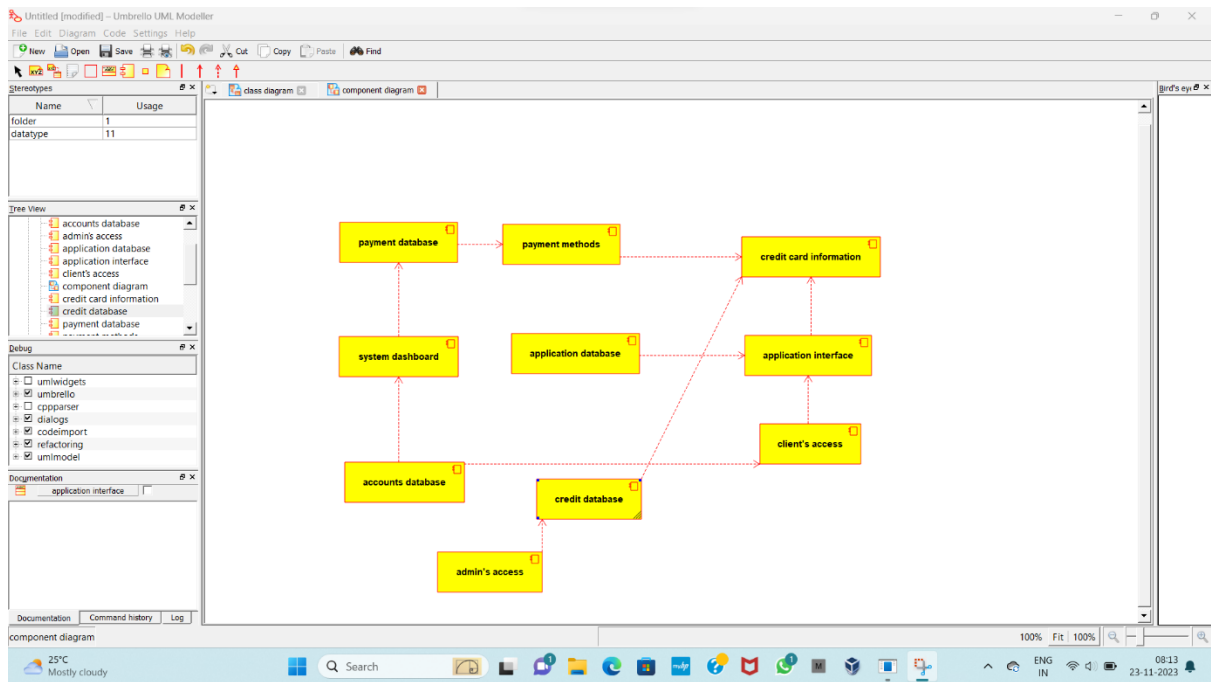 Untitled [modified] – Umbrello UML Modeller
File Edit Diagram Code Settings Help
New Open Save Cut Copy Paste Find
Stereotypes
Name Usage
folder 1
datatype 11
Tree View
accounts database
admin's access
application database
application interface
client's access
component diagram
credit card information
credit database
payment database
payment methods
Debug
Class Name
umlwidgets
umbrello
cppparser
dialogs
codeimport
refactoring
umlmodel
Documentation
application interface
Documentation Command history Log
class diagram component diagram
Bird's eye
payment database
payment methods
credit card information
system dashboard
application database
application interface
client's access
accounts database
credit database
admin's access
component diagram
100% Fit 100%
25°C
Mostly cloudy
Search
ENG
IN
08:13
23-11-2023